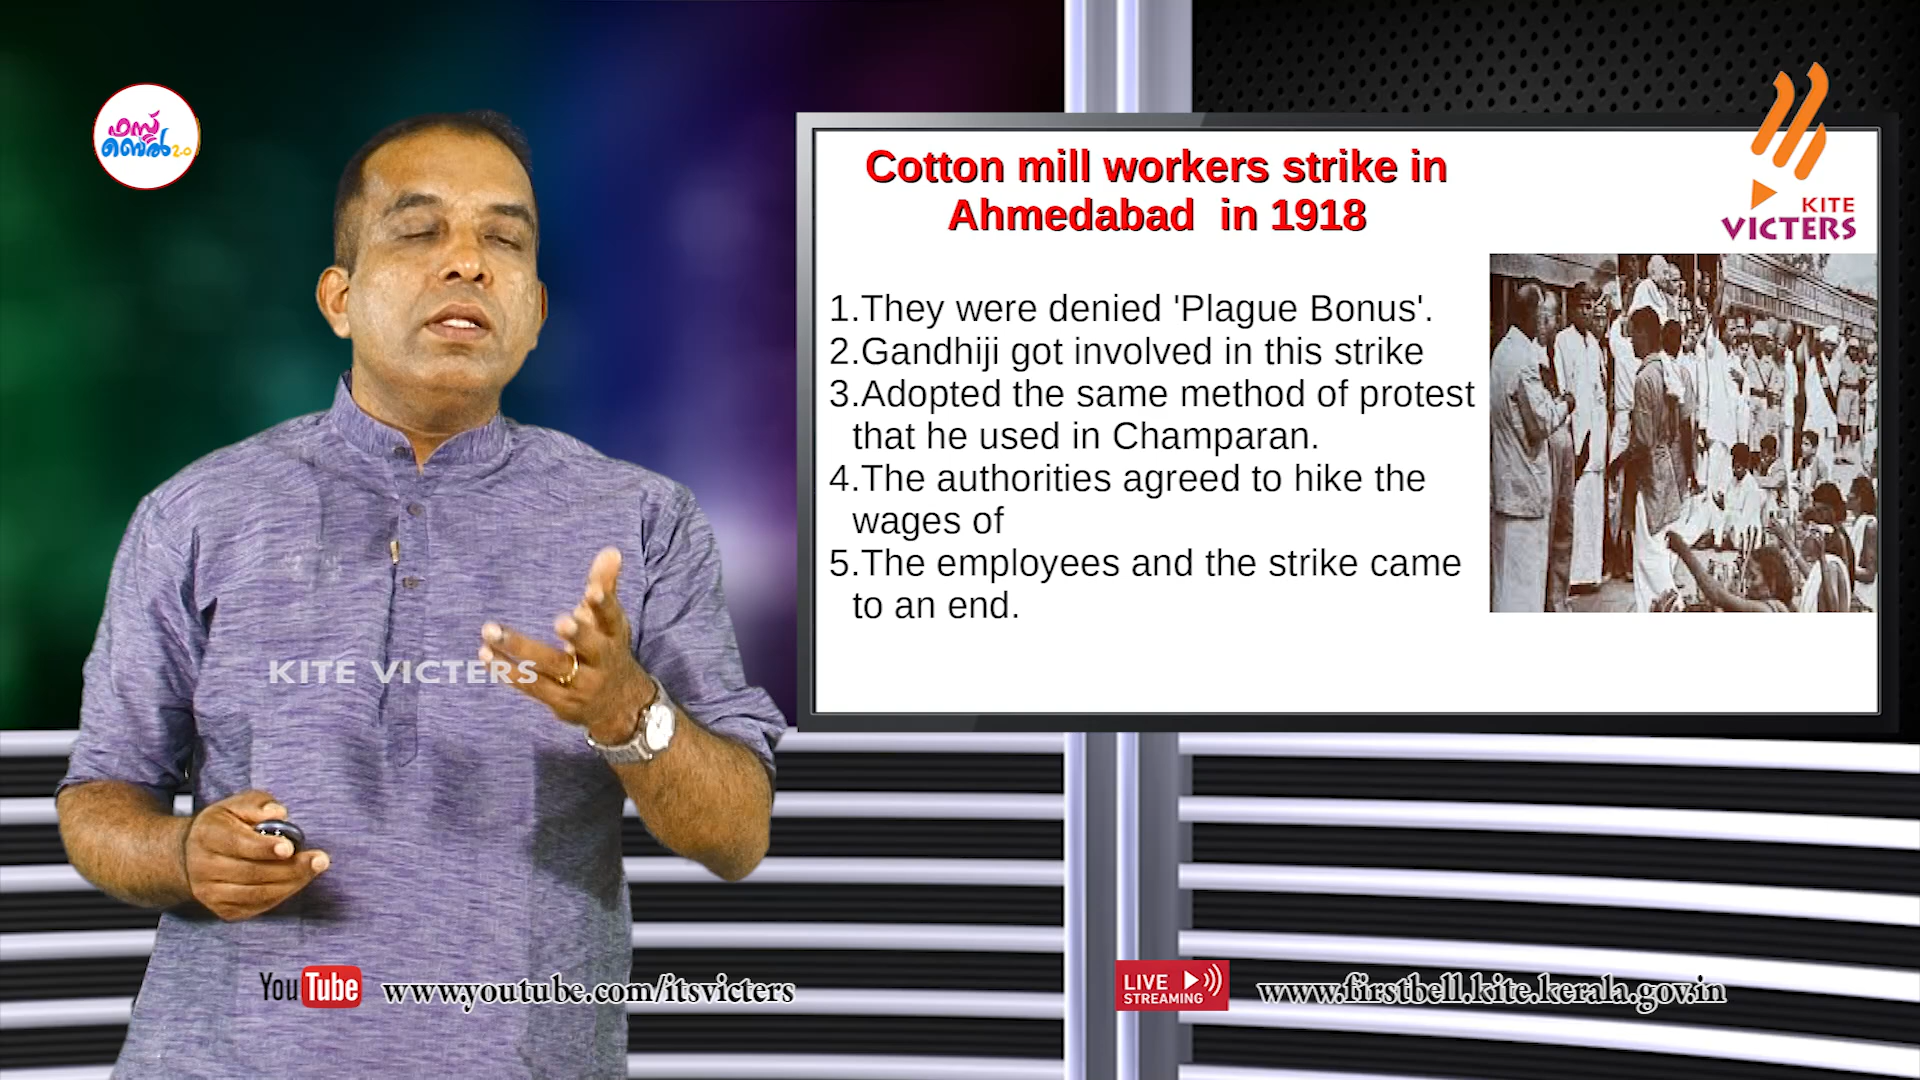 ഫസ്റ്റ്
ബെൽ 2.0
Cotton mill workers strike in
Ahmedabad in 1918
KITE
VICTERS
1.They were denied 'Plague Bonus'.
2.Gandhiji got involved in this strike
3.Adopted the same method of protest
that he used in Champaran.
4.The authorities agreed to hike the
wages of
5.The employees and the strike came
to an end.
KITE VICTERS
YouTube www.youtube.com/itsvicters
LIVE
STREAMING
www.firstbell.kite.kerala.gov.in